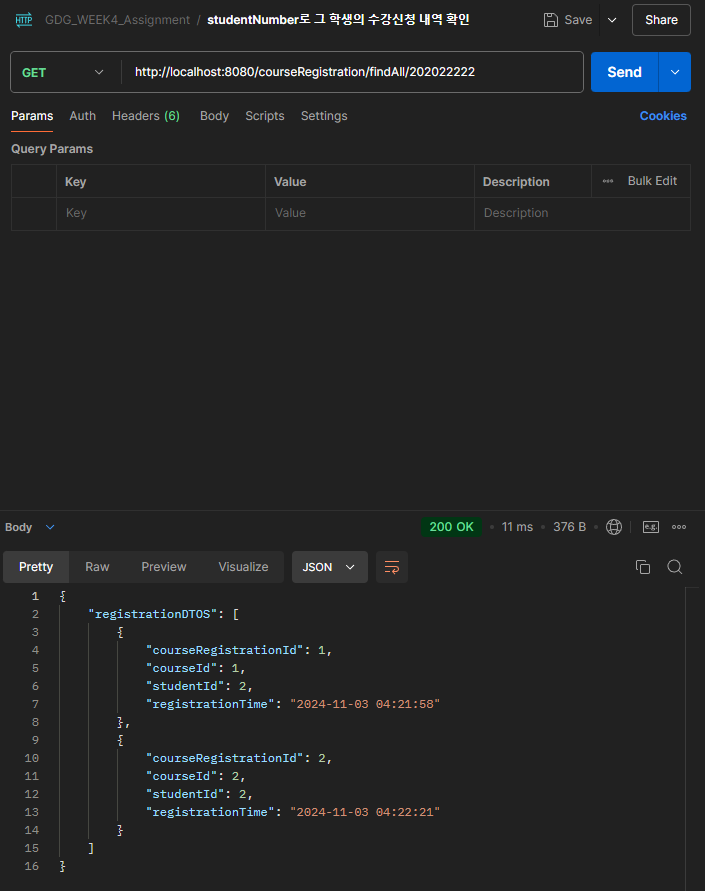 HTTP GDG_WEEK4_Assignment / studentNumber로 그 학생의 수강신청 내역 확인 Save Share
GET http://localhost:8080/courseRegistration/findAll/202022222 Send
Params Auth Headers (6) Body Scripts Settings Cookies
Query Params
Key Value Description ••• Bulk Edit
Key Value Description
Body 200 OK • 11 ms • 376 B • e.g. •••
Pretty Raw Preview Visualize JSON
1 {
2 "registrationDTOS": [
3 {
4 "courseRegistrationId": 1,
5 "courseId": 1,
6 "studentId": 2,
7 "registrationTime": "2024-11-03 04:21:58"
8 },
9 {
10 "courseRegistrationId": 2,
11 "courseId": 2,
12 "studentId": 2,
13 "registrationTime": "2024-11-03 04:22:21"
14 }
15 ]
16 }